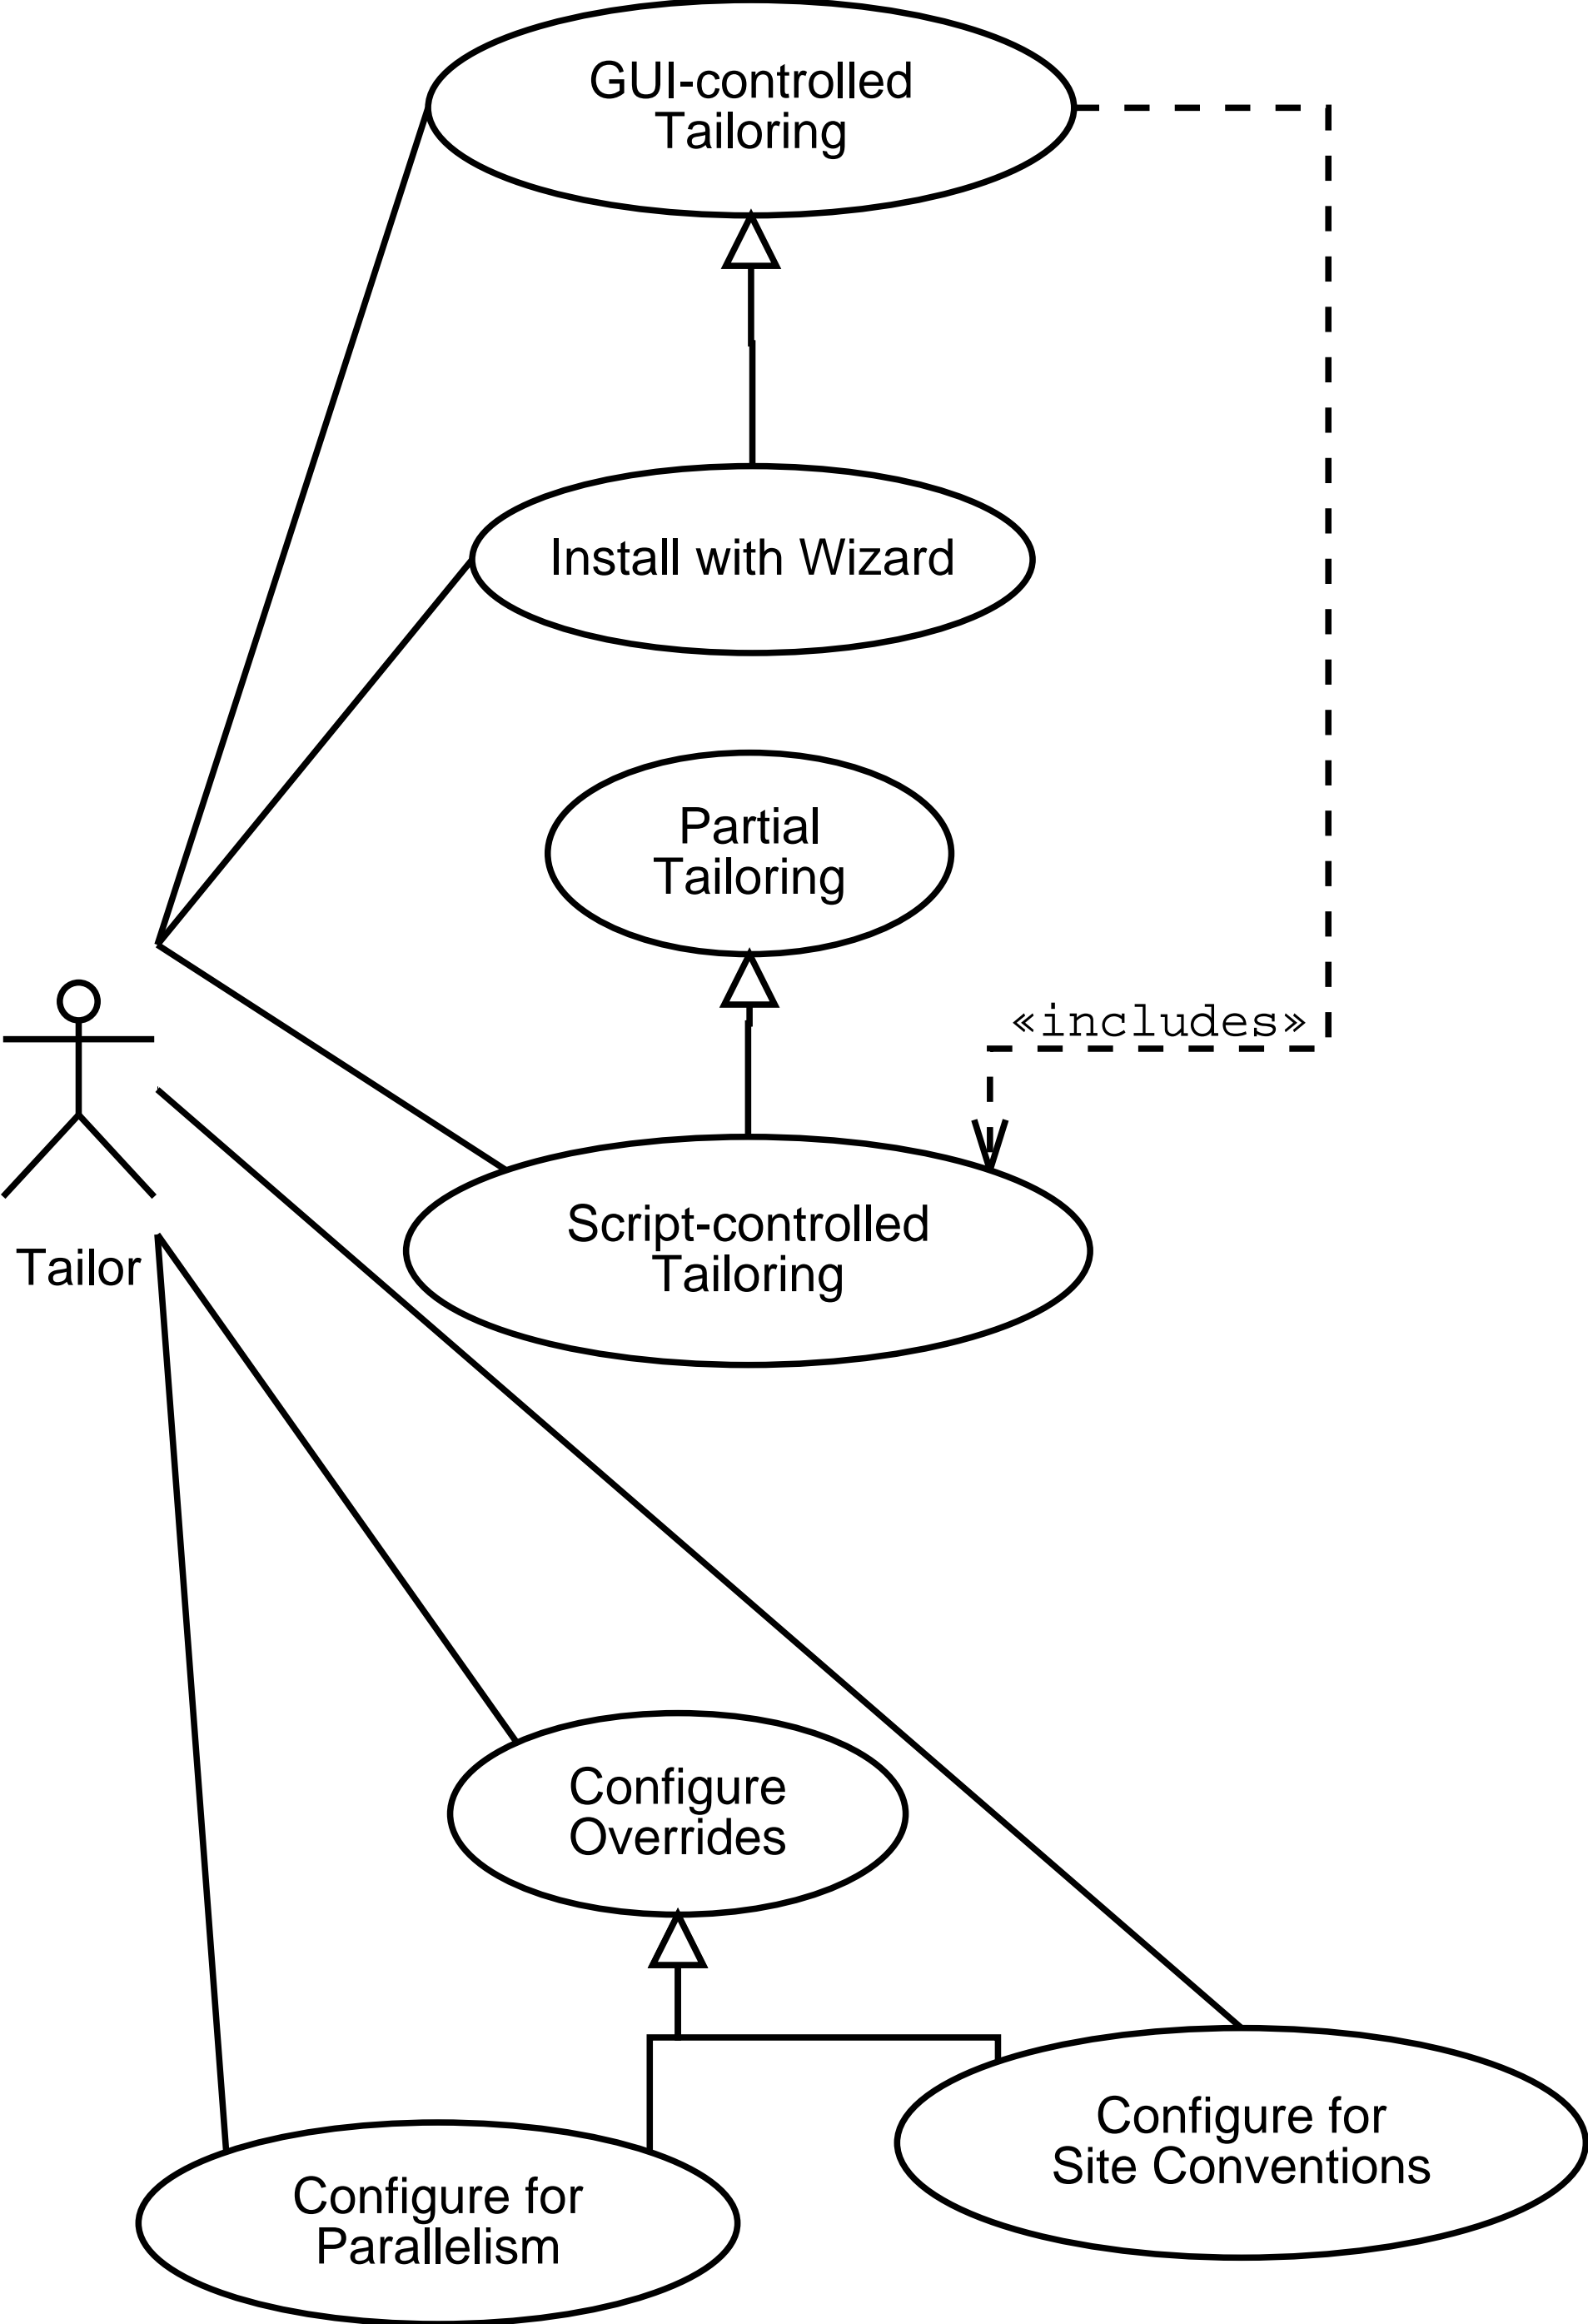 GUI-controlled
Tailoring
Install with Wizard
Partial
Tailoring
«includes»
Script-controlled
Tailoring
Tailor
Configure
Overrides
Configure for
Site Conventions
Configure for
Parallelism